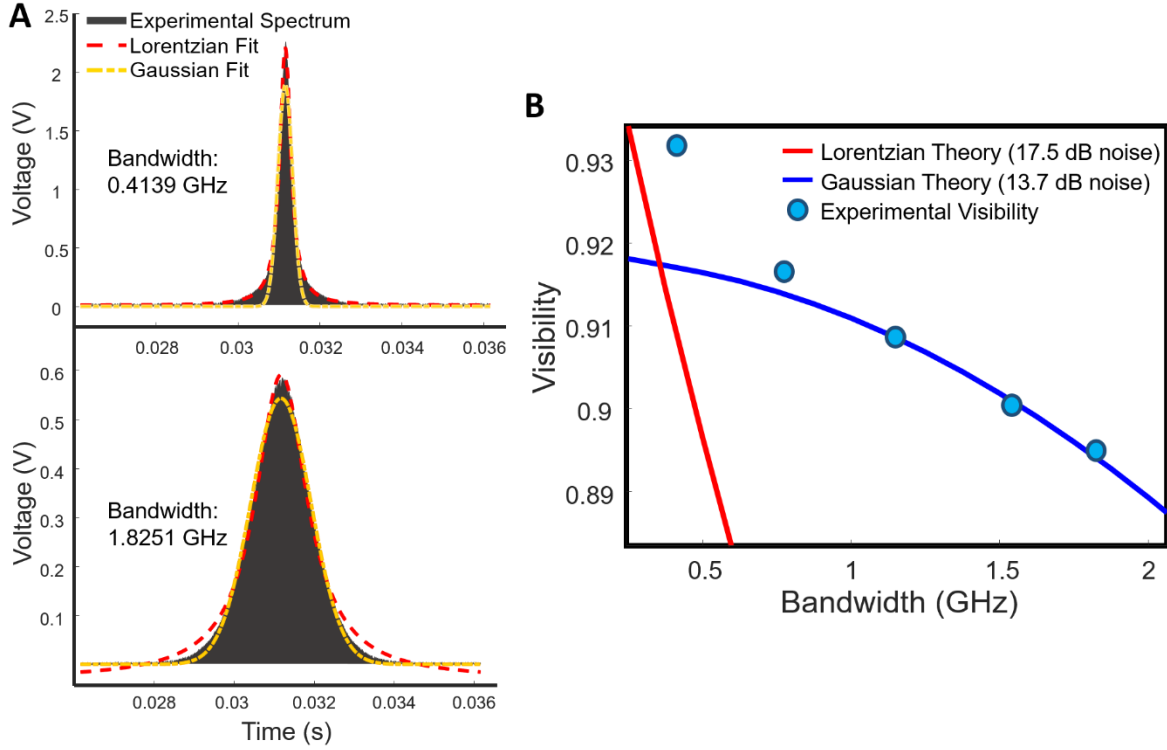 A
2.5
2
1.5
1
0.5
0
Voltage (V)
Experimental Spectrum
Lorentzian Fit
Gaussian Fit
Bandwidth:
0.4139 GHz
0.028
0.03
0.032
0.034
0.036
0.6
0.5
0.4
0.3
0.2
0.1
Voltage (V)
Bandwidth:
1.8251 GHz
0.028
0.03
0.032
0.034
0.036
Time (s)
B
0.93
0.92
0.91
0.9
0.89
Visibility
Lorentzian Theory (17.5 dB noise)
Gaussian Theory (13.7 dB noise)
Experimental Visibility
0.5
1
1.5
2
Bandwidth (GHz)